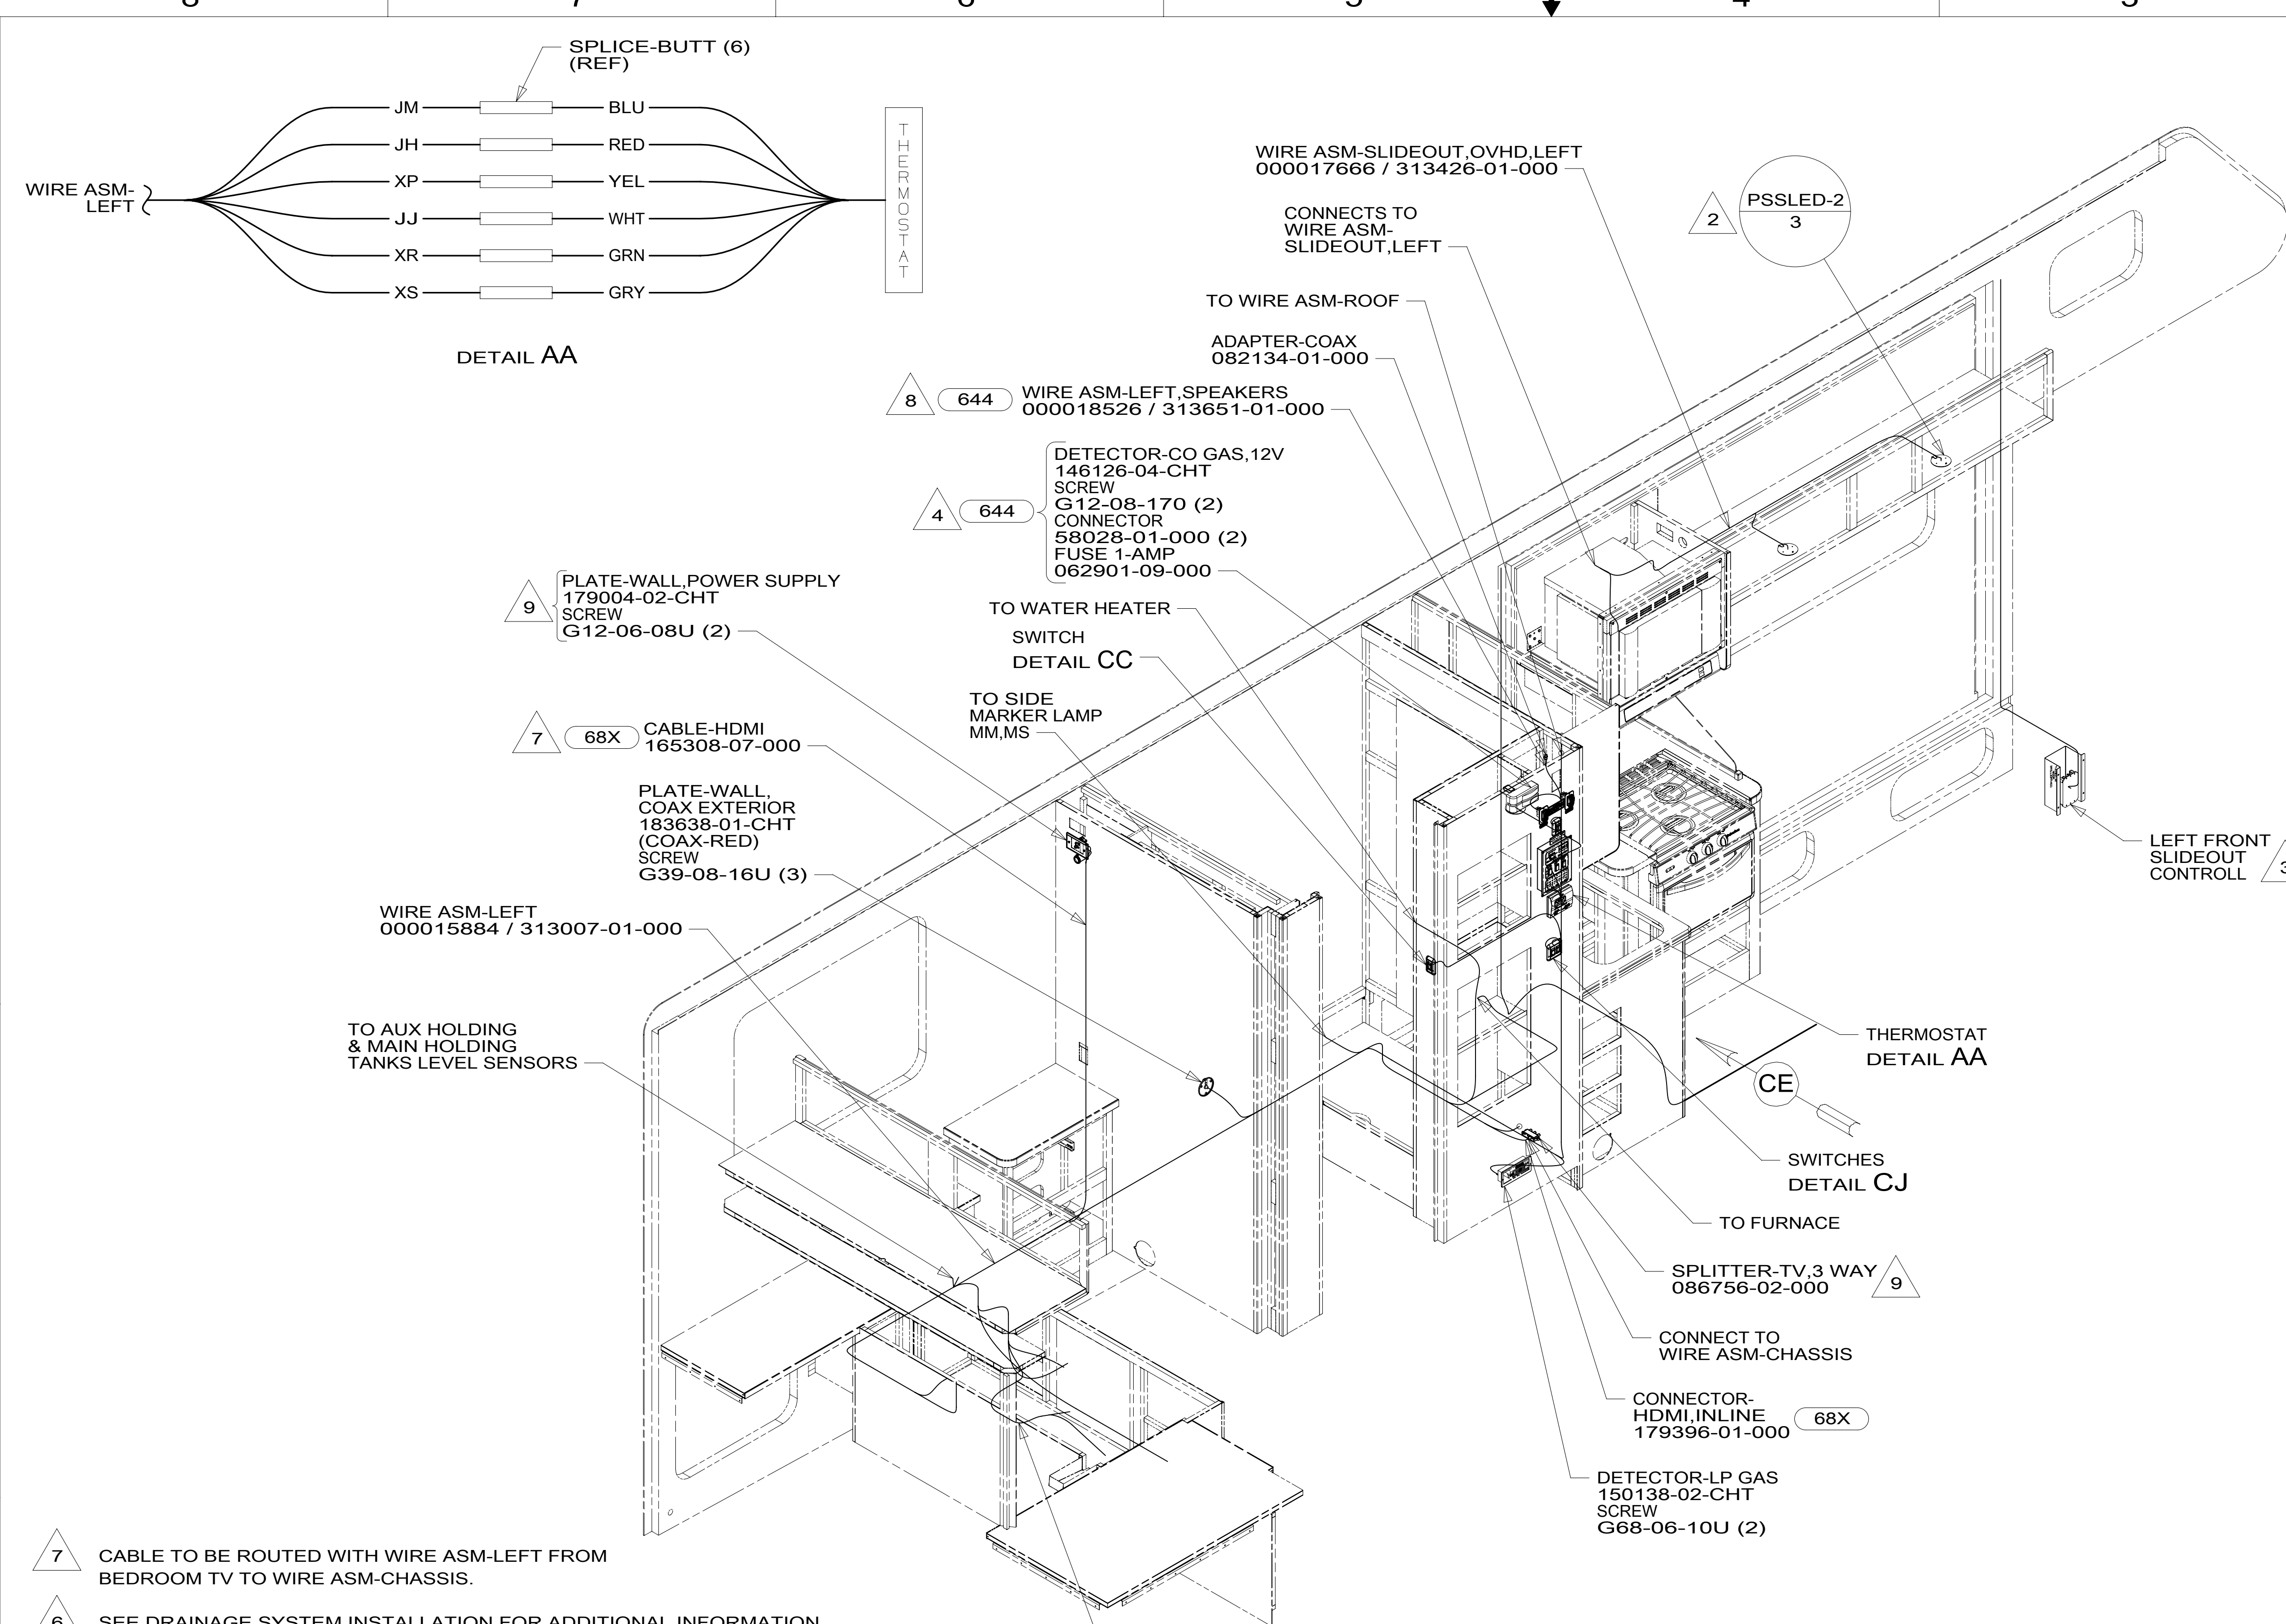 SPLICE-BUTT (6)
(REF)
WIRE ASM-
LEFT
JM
BLU
JH
RED
XP
YEL
JJ
WHT
XR
GRN
XS
GRY
THERMOSTAT
DETAIL AA
WIRE ASM-SLIDEOUT,OVHD,LEFT
000017666 / 313426-01-000
CONNECTS TO
WIRE ASM-
SLIDEOUT,LEFT
2
PSSLED-2
3
TO WIRE ASM-ROOF
ADAPTER-COAX
082134-01-000
8
644
WIRE ASM-LEFT,SPEAKERS
000018526 / 313651-01-000
4
644
DETECTOR-CO GAS,12V
146126-04-CHT
SCREW
G12-08-170 (2)
CONNECTOR
58028-01-000 (2)
FUSE 1-AMP
062901-09-000
9
PLATE-WALL,POWER SUPPLY
179004-02-CHT
SCREW
G12-06-08U (2)
TO WATER HEATER
SWITCH
DETAIL CC
TO SIDE
MARKER LAMP
MM,MS
7
68X
CABLE-HDMI
165308-07-000
PLATE-WALL,
COAX EXTERIOR
183638-01-CHT
(COAX-RED)
SCREW
G39-08-16U (3)
WIRE ASM-LEFT
000015884 / 313007-01-000
TO AUX HOLDING
& MAIN HOLDING
TANKS LEVEL SENSORS
LEFT FRONT
SLIDEOUT
CONTROLL
3
THERMOSTAT
DETAIL AA
CE
SWITCHES
DETAIL CJ
TO FURNACE
SPLITTER-TV,3 WAY
086756-02-000
9
CONNECT TO
WIRE ASM-CHASSIS
CONNECTOR-
HDMI,INLINE
179396-01-000
68X
DETECTOR-LP GAS
150138-02-CHT
SCREW
G68-06-10U (2)
7
CABLE TO BE ROUTED WITH WIRE ASM-LEFT FROM
BEDROOM TV TO WIRE ASM-CHASSIS.
6
SEE DRAINAGE SYSTEM INSTALLATION FOR ADDITIONAL INFORMATION